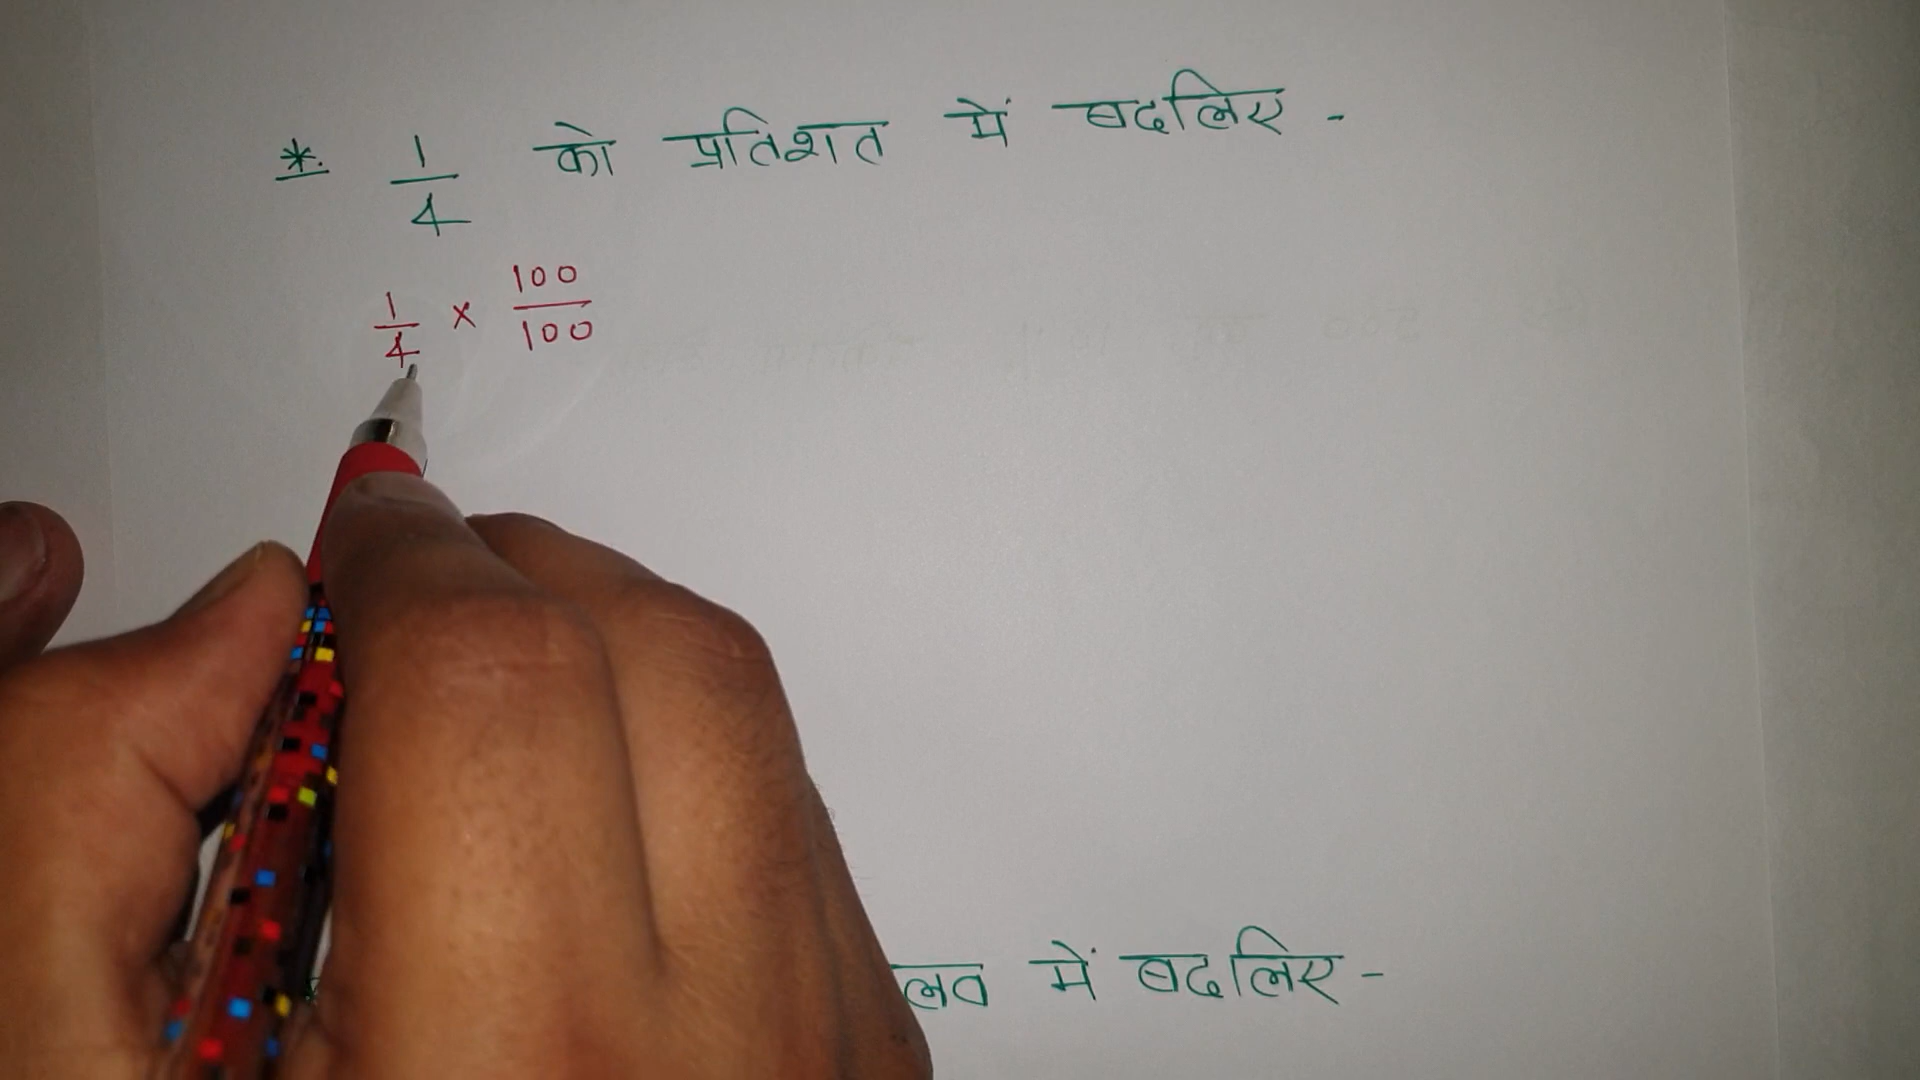 *. 1/4 को प्रतिशत में बदलिए -
1/4 × 100/100
में बदलिए -